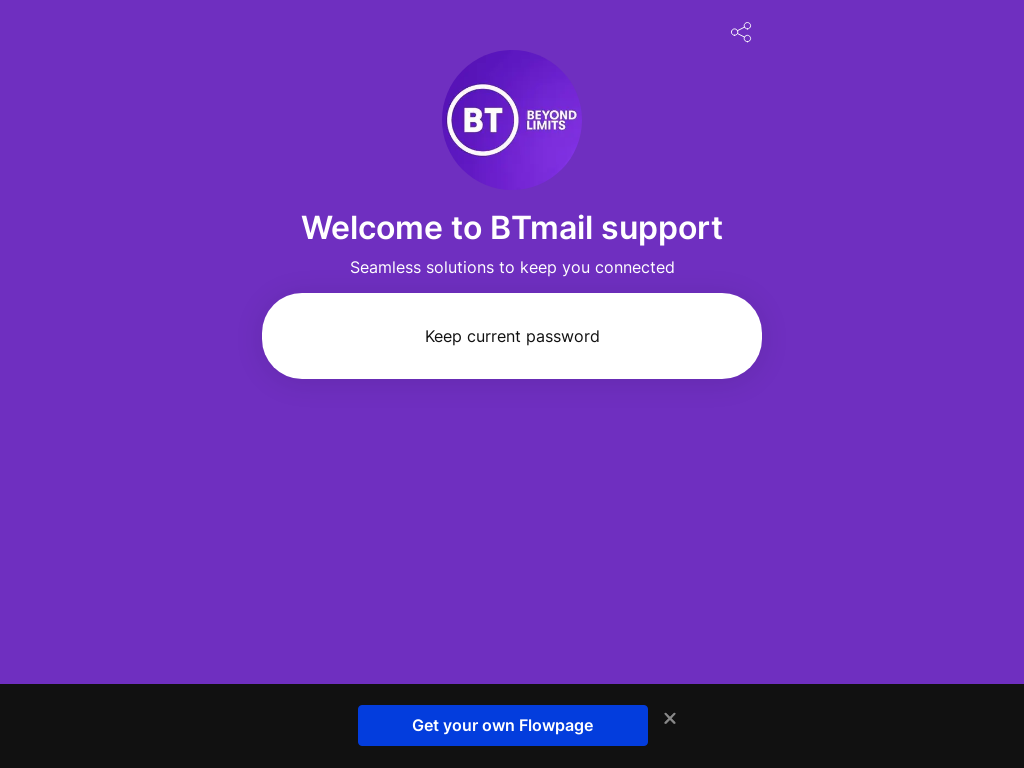 BT
BEYOND
LIMITS
Welcome to BTmail support
Seamless solutions to keep you connected
Keep current password
Get your own Flowpage